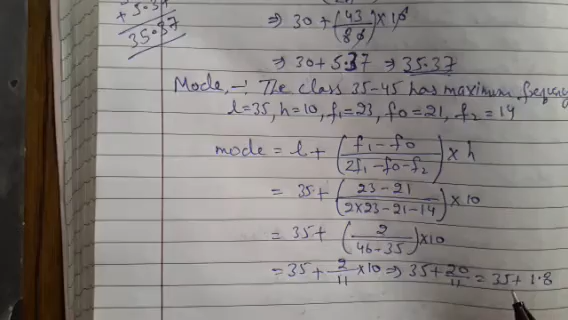 + 5.37
35.37
⇒ 30 + (43/80) × 10
⇒ 30 + 5.37 ⇒ 35.37
Mode, → The class 35-45 has maximum
l=35, h=10, f₁=23, f0=21, f₂=14
mode = l + (f₁-f0/2f₁-f0-f₂) × h
= 35 + (23-21/2×23-21-14) × 10
= 35 + (2/46-35) × 10
= 35 + 2/11 × 10 ⇒ 35 + 20/11 = 35 + 1.8